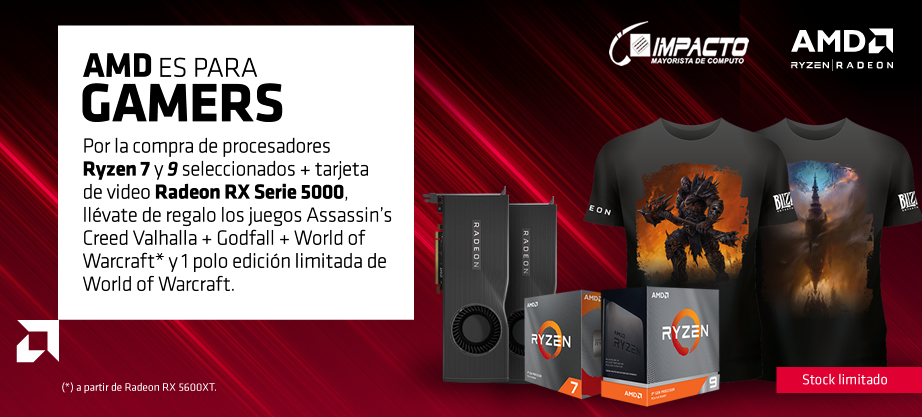 IMPACTO
MAYORISTA DE COMPUTO
AMD
RYZEN | RADEON
AMD ES PARA
GAMERS
Por la compra de procesadores
Ryzen 7 y 9 seleccionados + tarjeta
de video Radeon RX Serie 5000,
llévate de regalo los juegos Assassin's
Creed Valhalla + Godfall + World of
Warcraft* y 1 polo edición limitada de
World of Warcraft.
(*) a partir de Radeon RX 5600XT.
RADEON
RADEON
EON
AMD
RYZEN
7
AMD
RYZEN
9
Stock limitado